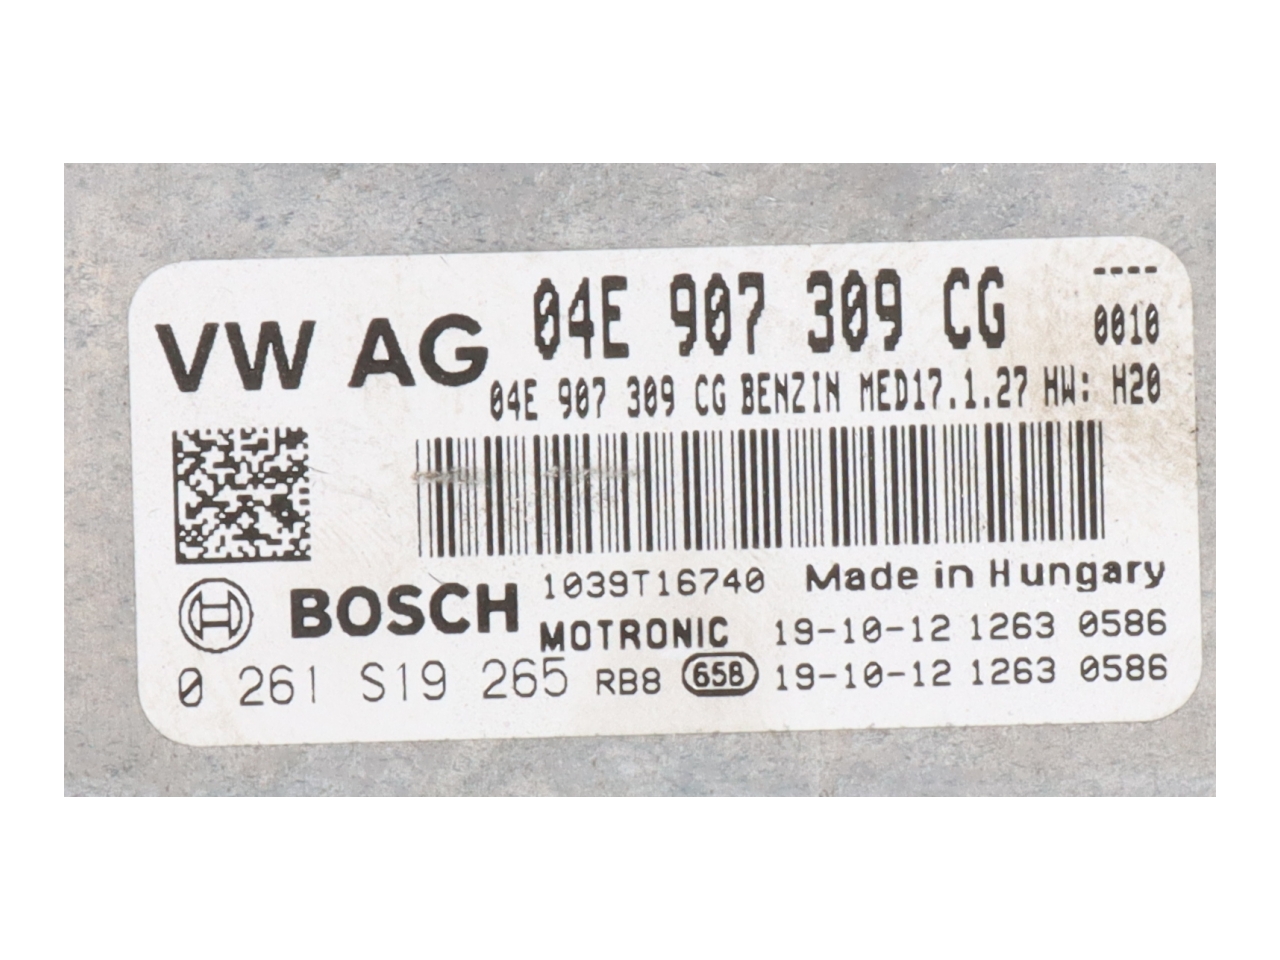 VW AG 04E 907 309 CG ----
0010
04E 907 309 CG BENZIN MED17.1.27 HW: H20
BOSCH 1039T16740 Made in Hungary
MOTRONIC 19-10-12 1263 0586
0 261 S19 265 RB8 658 19-10-12 1263 0586